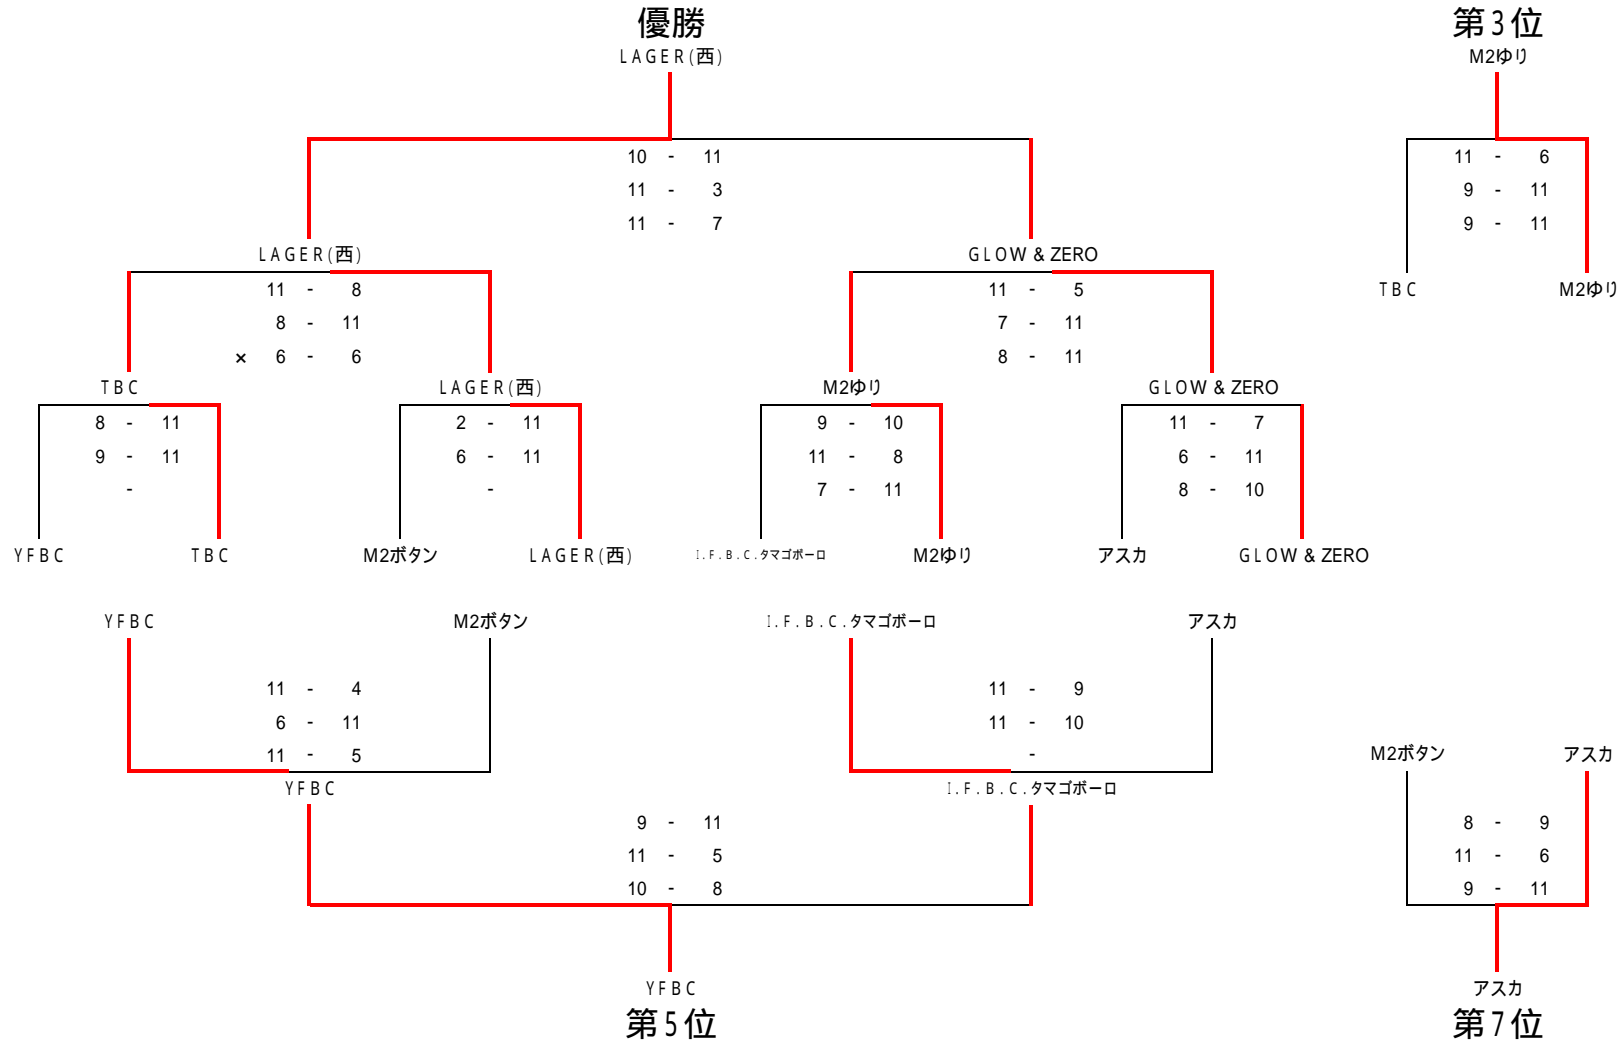 優勝 第3位
LAGER(西) M2ゆり
10 - 11 11 - 6
11 - 3 9 - 11
11 - 7 9 - 11
LAGER(西) GLOW & ZERO
11 - 8 11 - 5 TBC M2ゆり
8 - 11 7 - 11
× 6 - 6 8 - 11
TBC LAGER(西) M2ゆり GLOW & ZERO
8 - 11 2 - 11 9 - 10 11 - 7
9 - 11 6 - 11 11 - 8 6 - 11
- - 7 - 11 8 - 10
YFBC TBC M2ボタン LAGER(西) I.F.B.C.タマゴボーロ M2ゆり アスカ GLOW & ZERO
YFBC M2ボタン I.F.B.C.タマゴボーロ アスカ
11 - 4 11 - 9
6 - 11 11 - 10
11 - 5 - M2ボタン アスカ
YFBC I.F.B.C.タマゴボーロ
9 - 11 8 - 9
11 - 5 11 - 6
10 - 8 9 - 11
YFBC アスカ
第5位 第7位